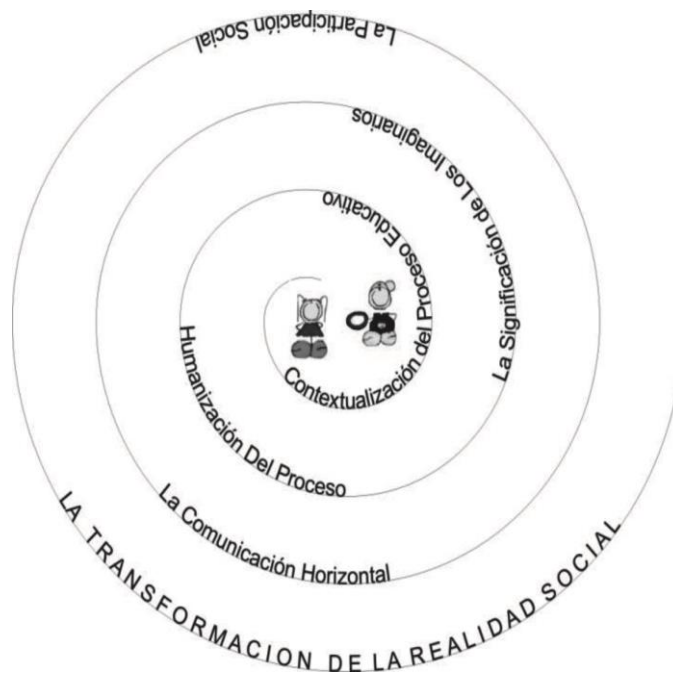 Contextualización del Proceso Educativo
Humanización Del Proceso
La Significación de Los Imaginarios
La Comunicación Horizontal
La Participación Social
LA TRANSFORMACION DE LA REALIDAD SOCIAL